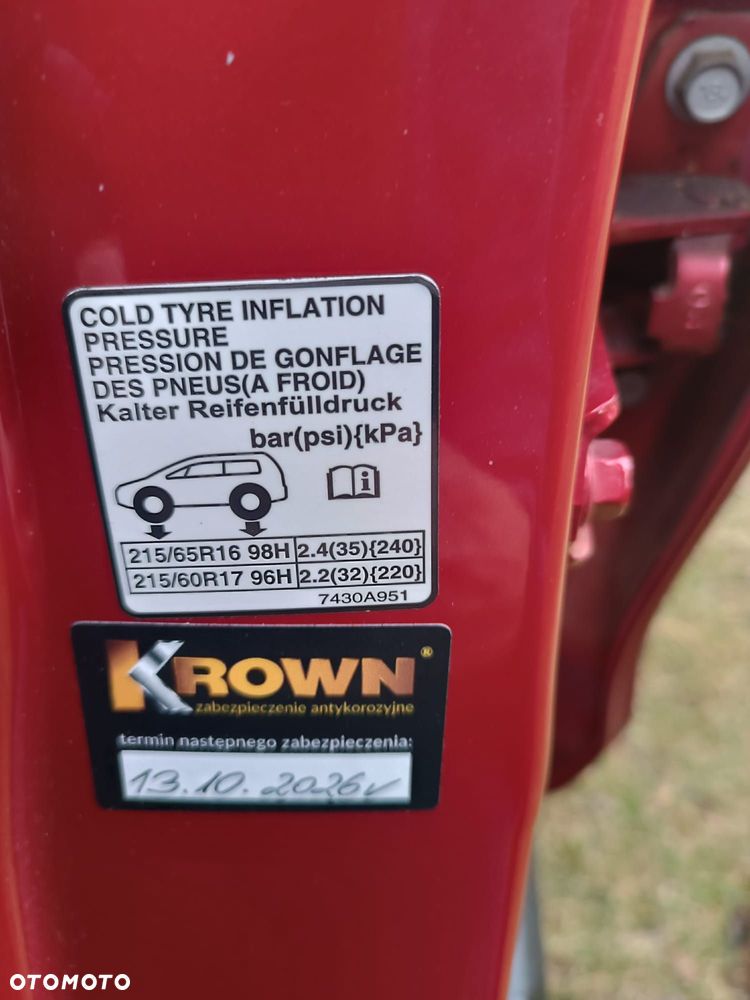 COLD TYRE INFLATION
PRESSURE
PRESSION DE GONFLAGE
DES PNEUS(A FROID)
Kalter Reifenfülldruck
bar(psi){kPa}
i
215/65R16 98H 2.4(35){240}
215/60R17 96H 2.2(32){220}
7430A951
KROWN®
zabezpieczenie antykorozyjne
termin następnego zabezpieczenia:
13.10.2026r
OTOMOTO